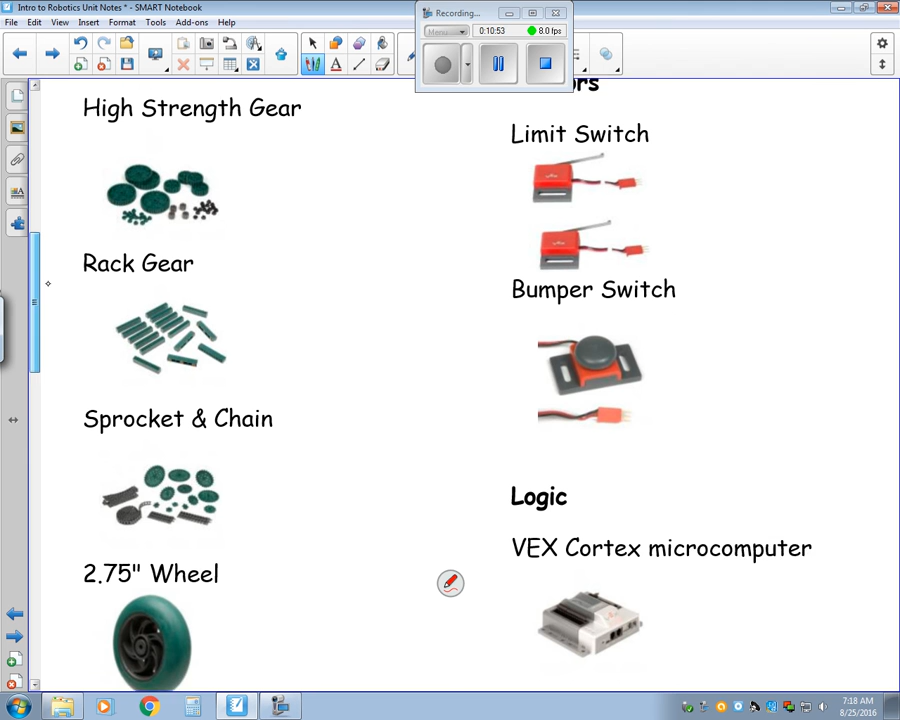 Intro to Robotics Unit Notes * - SMART Notebook
File Edit View Insert Format Tools Add-ons Help
Recording...
Menu
0:10:53
8.0 fps
High Strength Gear
Rack Gear
Sprocket & Chain
2.75" Wheel
ors
Limit Switch
Bumper Switch
Logic
VEX Cortex microcomputer
7:18 AM
8/25/2016